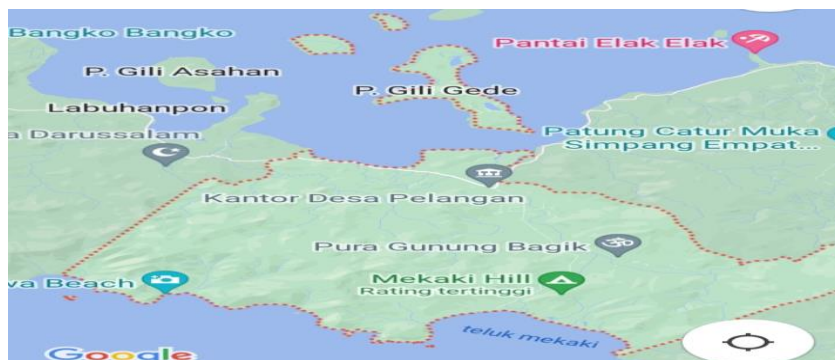 Bangko Bangko
Pantai Elak Elak
P. Gili Asahan
P. Gili Gede
Labuhanpon
a Darussalam
Patung Catur Muka
Simpang Empat...
Kantor Desa Pelangan
Pura Gunung Bagik
wa Beach
Mekaki Hill
Rating tertinggi
teluk mekaki
Google